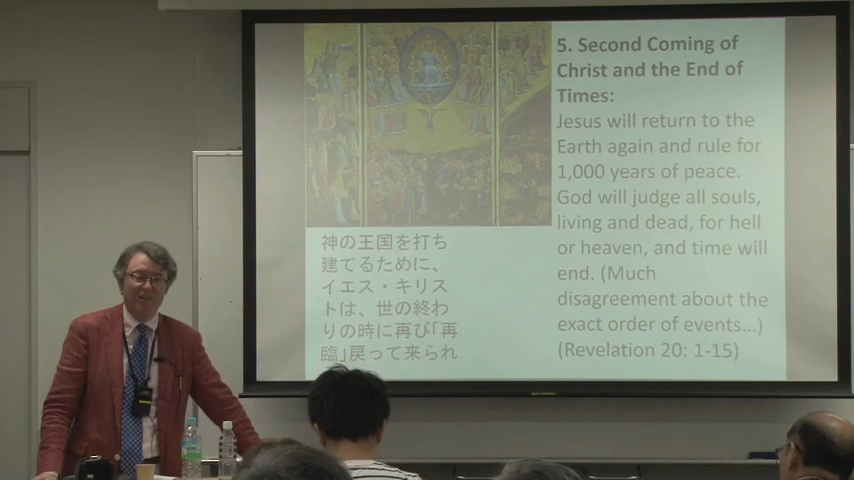 5. Second Coming of
Christ and the End of
Times:
Jesus will return to the
Earth again and rule for
1,000 years of peace.
God will judge all souls,
living and dead, for hell
or heaven, and time will
end. (Much
disagreement about the
exact order of events...)
(Revelation 20: 1-15)
神の王国を打ち
建てるために、
イエス・キリス
トは、世の終わ
りの時に再び「再
臨」戻って来られ